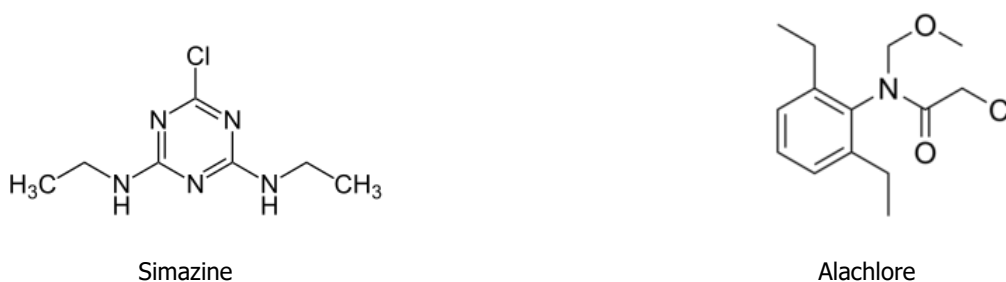 Cl
N N
H₃C N N N CH₃
H H
O
N
C
O
Simazine
Alachlore